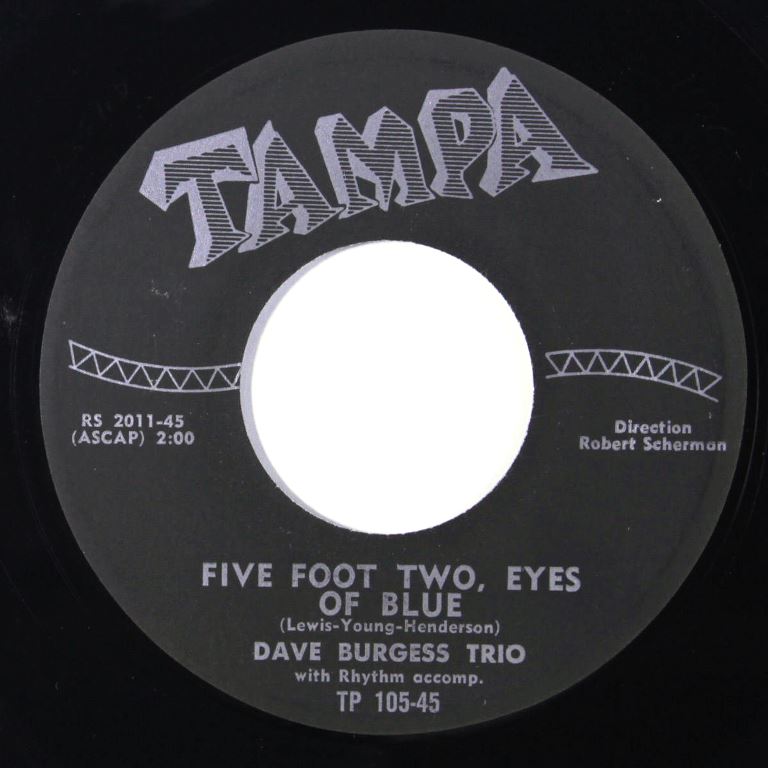 TAMPA
RS 2011-45
(ASCAP) 2:00
Direction
Robert Scherman
FIVE FOOT TWO, EYES
OF BLUE
(Lewis-Young-Henderson)
DAVE BURGESS TRIO
with Rhythm accomp.
TP 105-45